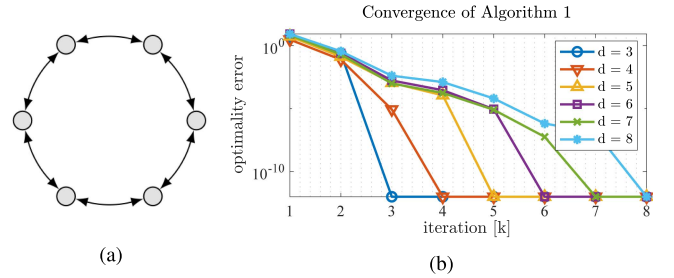 Convergence of Algorithm 1
optimality error
10^0
10^-10
d = 3
d = 4
d = 5
d = 6
d = 7
d = 8
1 2 3 4 5 6 7 8
iteration [k]
(a)
(b)